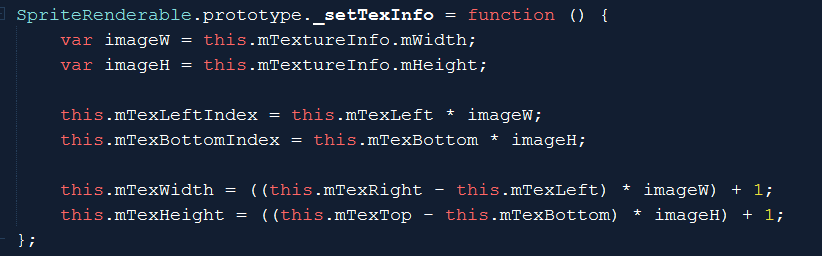 SpriteRenderable.prototype._setTexInfo = function () {
    var imageW = this.mTextureInfo.mWidth;
    var imageH = this.mTextureInfo.mHeight;

    this.mTexLeftIndex = this.mTexLeft * imageW;
    this.mTexBottomIndex = this.mTexBottom * imageH;

    this.mTexWidth = ((this.mTexRight - this.mTexLeft) * imageW) + 1;
    this.mTexHeight = ((this.mTexTop - this.mTexBottom) * imageH) + 1;
};